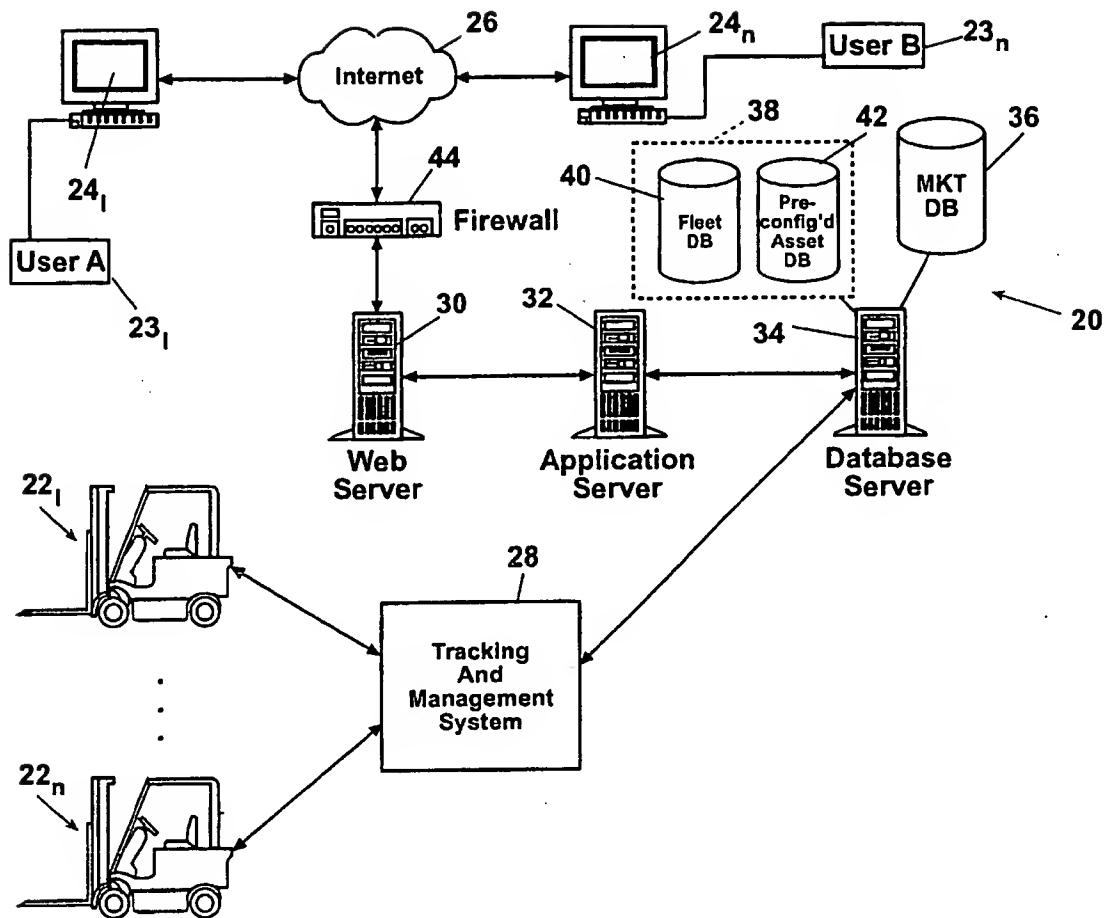 26
24n
User B
23n
Internet
38
42
36
24l
44
40
Fleet
DB
Pre-
config'd
Asset
DB
MKT
DB
Firewall
User A
23l
30
32
34
20
Web
Server
Application
Server
Database
Server
22l
28
Tracking
And
Management
System
22n